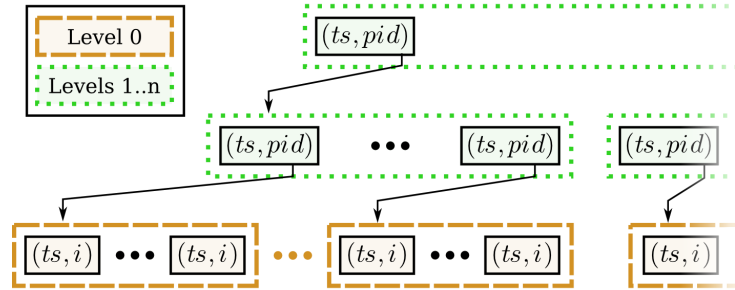 Level 0
Levels 1..n
(ts, pid)
(ts, pid) ••• (ts, pid) (ts, pid)
(ts, i) ••• (ts, i) ••• (ts, i) ••• (ts, i) (ts, i)